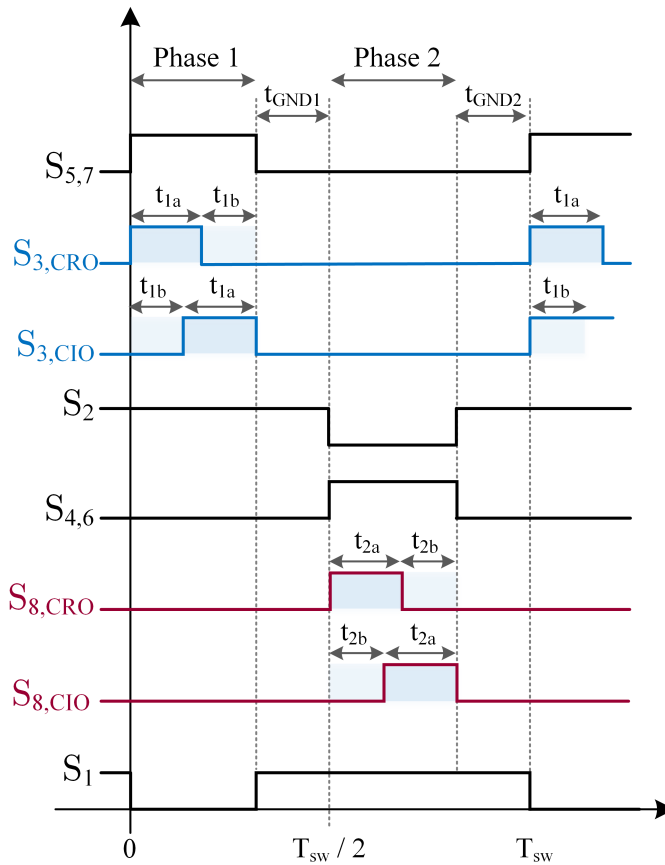 Phase 1
Phase 2
tGND1
tGND2
S5,7
t1a
t1b
t1a
S3,CRO
t1b
t1a
t1b
S3,CIO
S2
S4,6
t2a
t2b
S8,CRO
t2b
t2a
S8,CIO
S1
0
Tsw / 2
Tsw